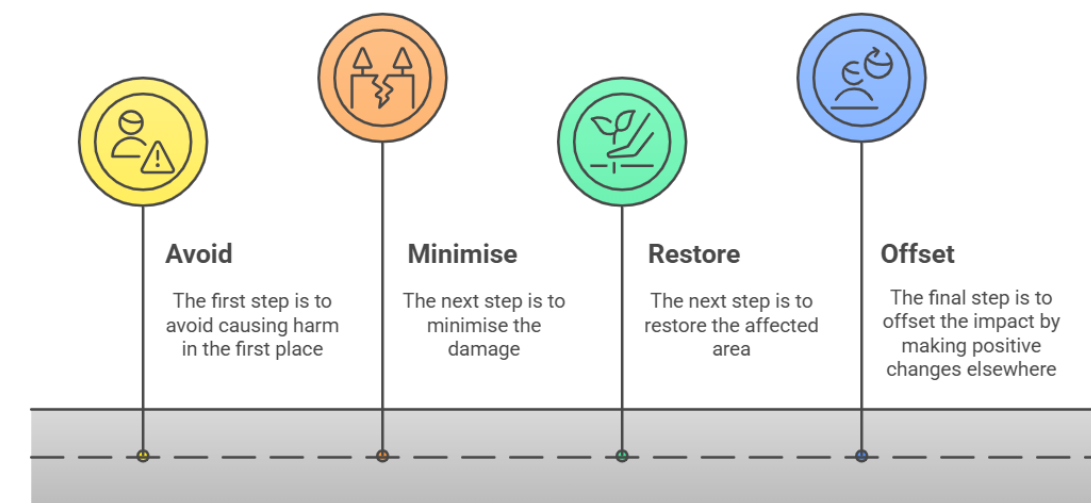 Avoid
The first step is to
avoid causing harm
in the first place
Minimise
The next step is to
minimise the
damage
Restore
The next step is to
restore the affected
area
Offset
The final step is to
offset the impact by
making positive
changes elsewhere